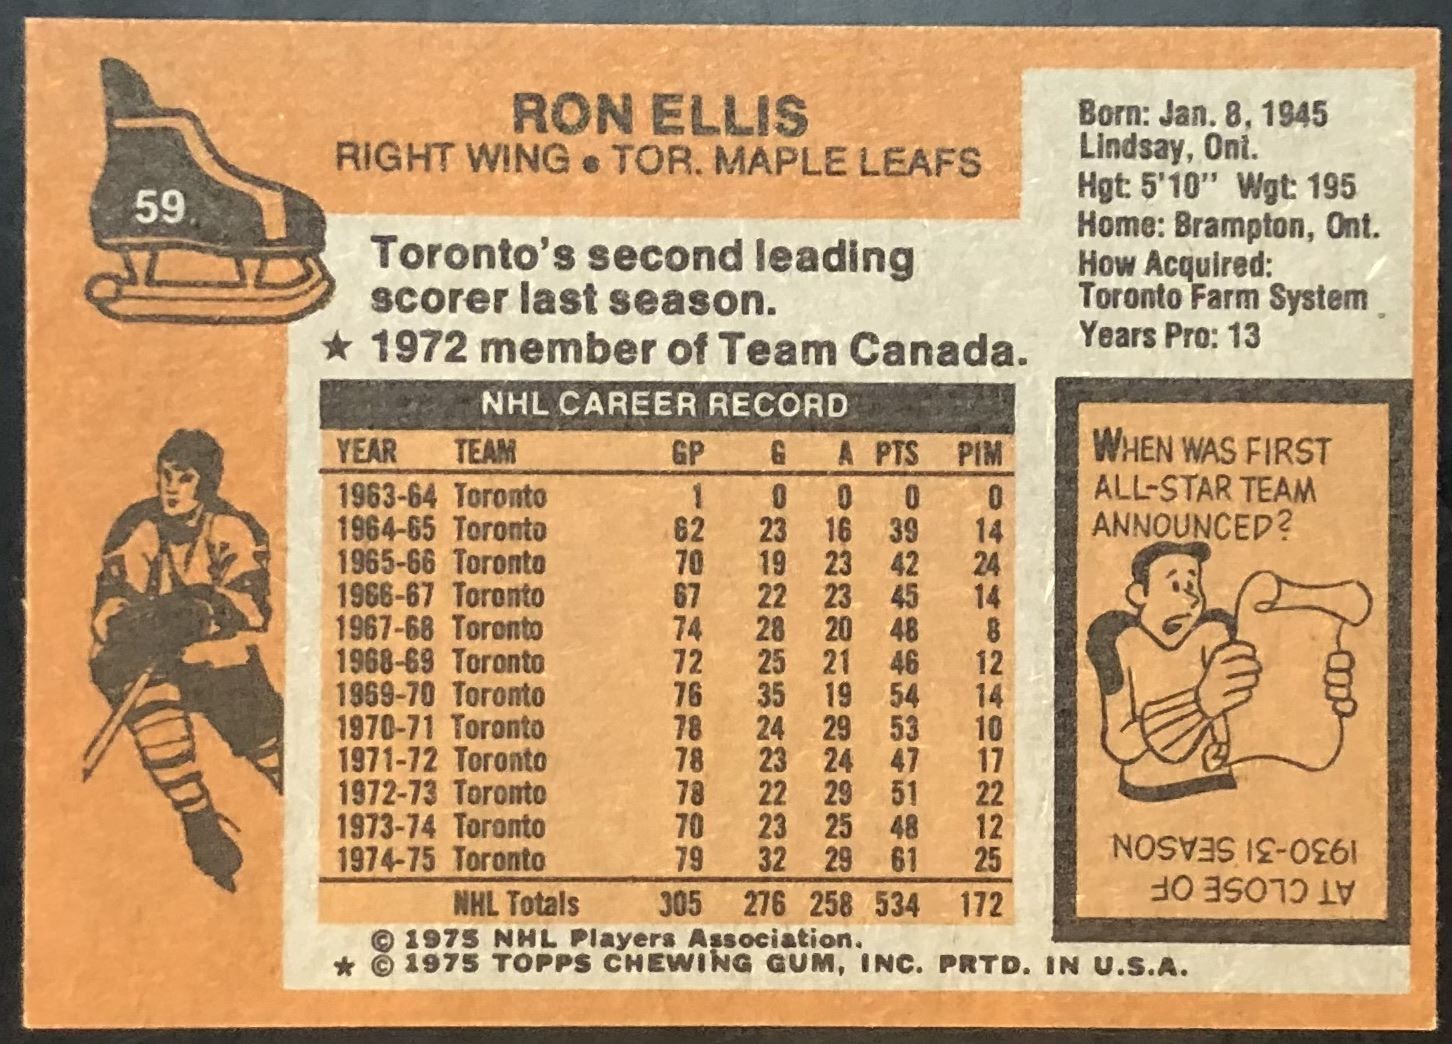 59
RON ELLIS
RIGHT WING • TOR. MAPLE LEAFS
Toronto's second leading
scorer last season.
★ 1972 member of Team Canada.
Born: Jan. 8, 1945
Lindsay, Ont.
Hgt: 5'10" Wgt: 195
Home: Brampton, Ont.
How Acquired:
Toronto Farm System
Years Pro: 13
NHL CAREER RECORD
YEAR TEAM GP G A PTS PIM
1963-64 Toronto 1 0 0 0 0
1964-65 Toronto 62 23 16 39 14
1965-66 Toronto 70 19 23 42 24
1966-67 Toronto 67 22 23 45 14
1967-68 Toronto 74 28 20 48 8
1968-69 Toronto 72 25 21 46 12
1969-70 Toronto 76 35 19 54 14
1970-71 Toronto 78 24 29 53 10
1971-72 Toronto 78 23 24 47 17
1972-73 Toronto 78 22 29 51 22
1973-74 Toronto 70 23 25 48 12
1974-75 Toronto 79 32 29 61 25
NHL Totals 305 276 258 534 172
© 1975 NHL Players Association.
★ © 1975 TOPPS CHEWING GUM, INC. PRTD. IN U.S.A.
WHEN WAS FIRST
ALL-STAR TEAM
ANNOUNCED?
AT CLOSE OF
1930-31 SEASON